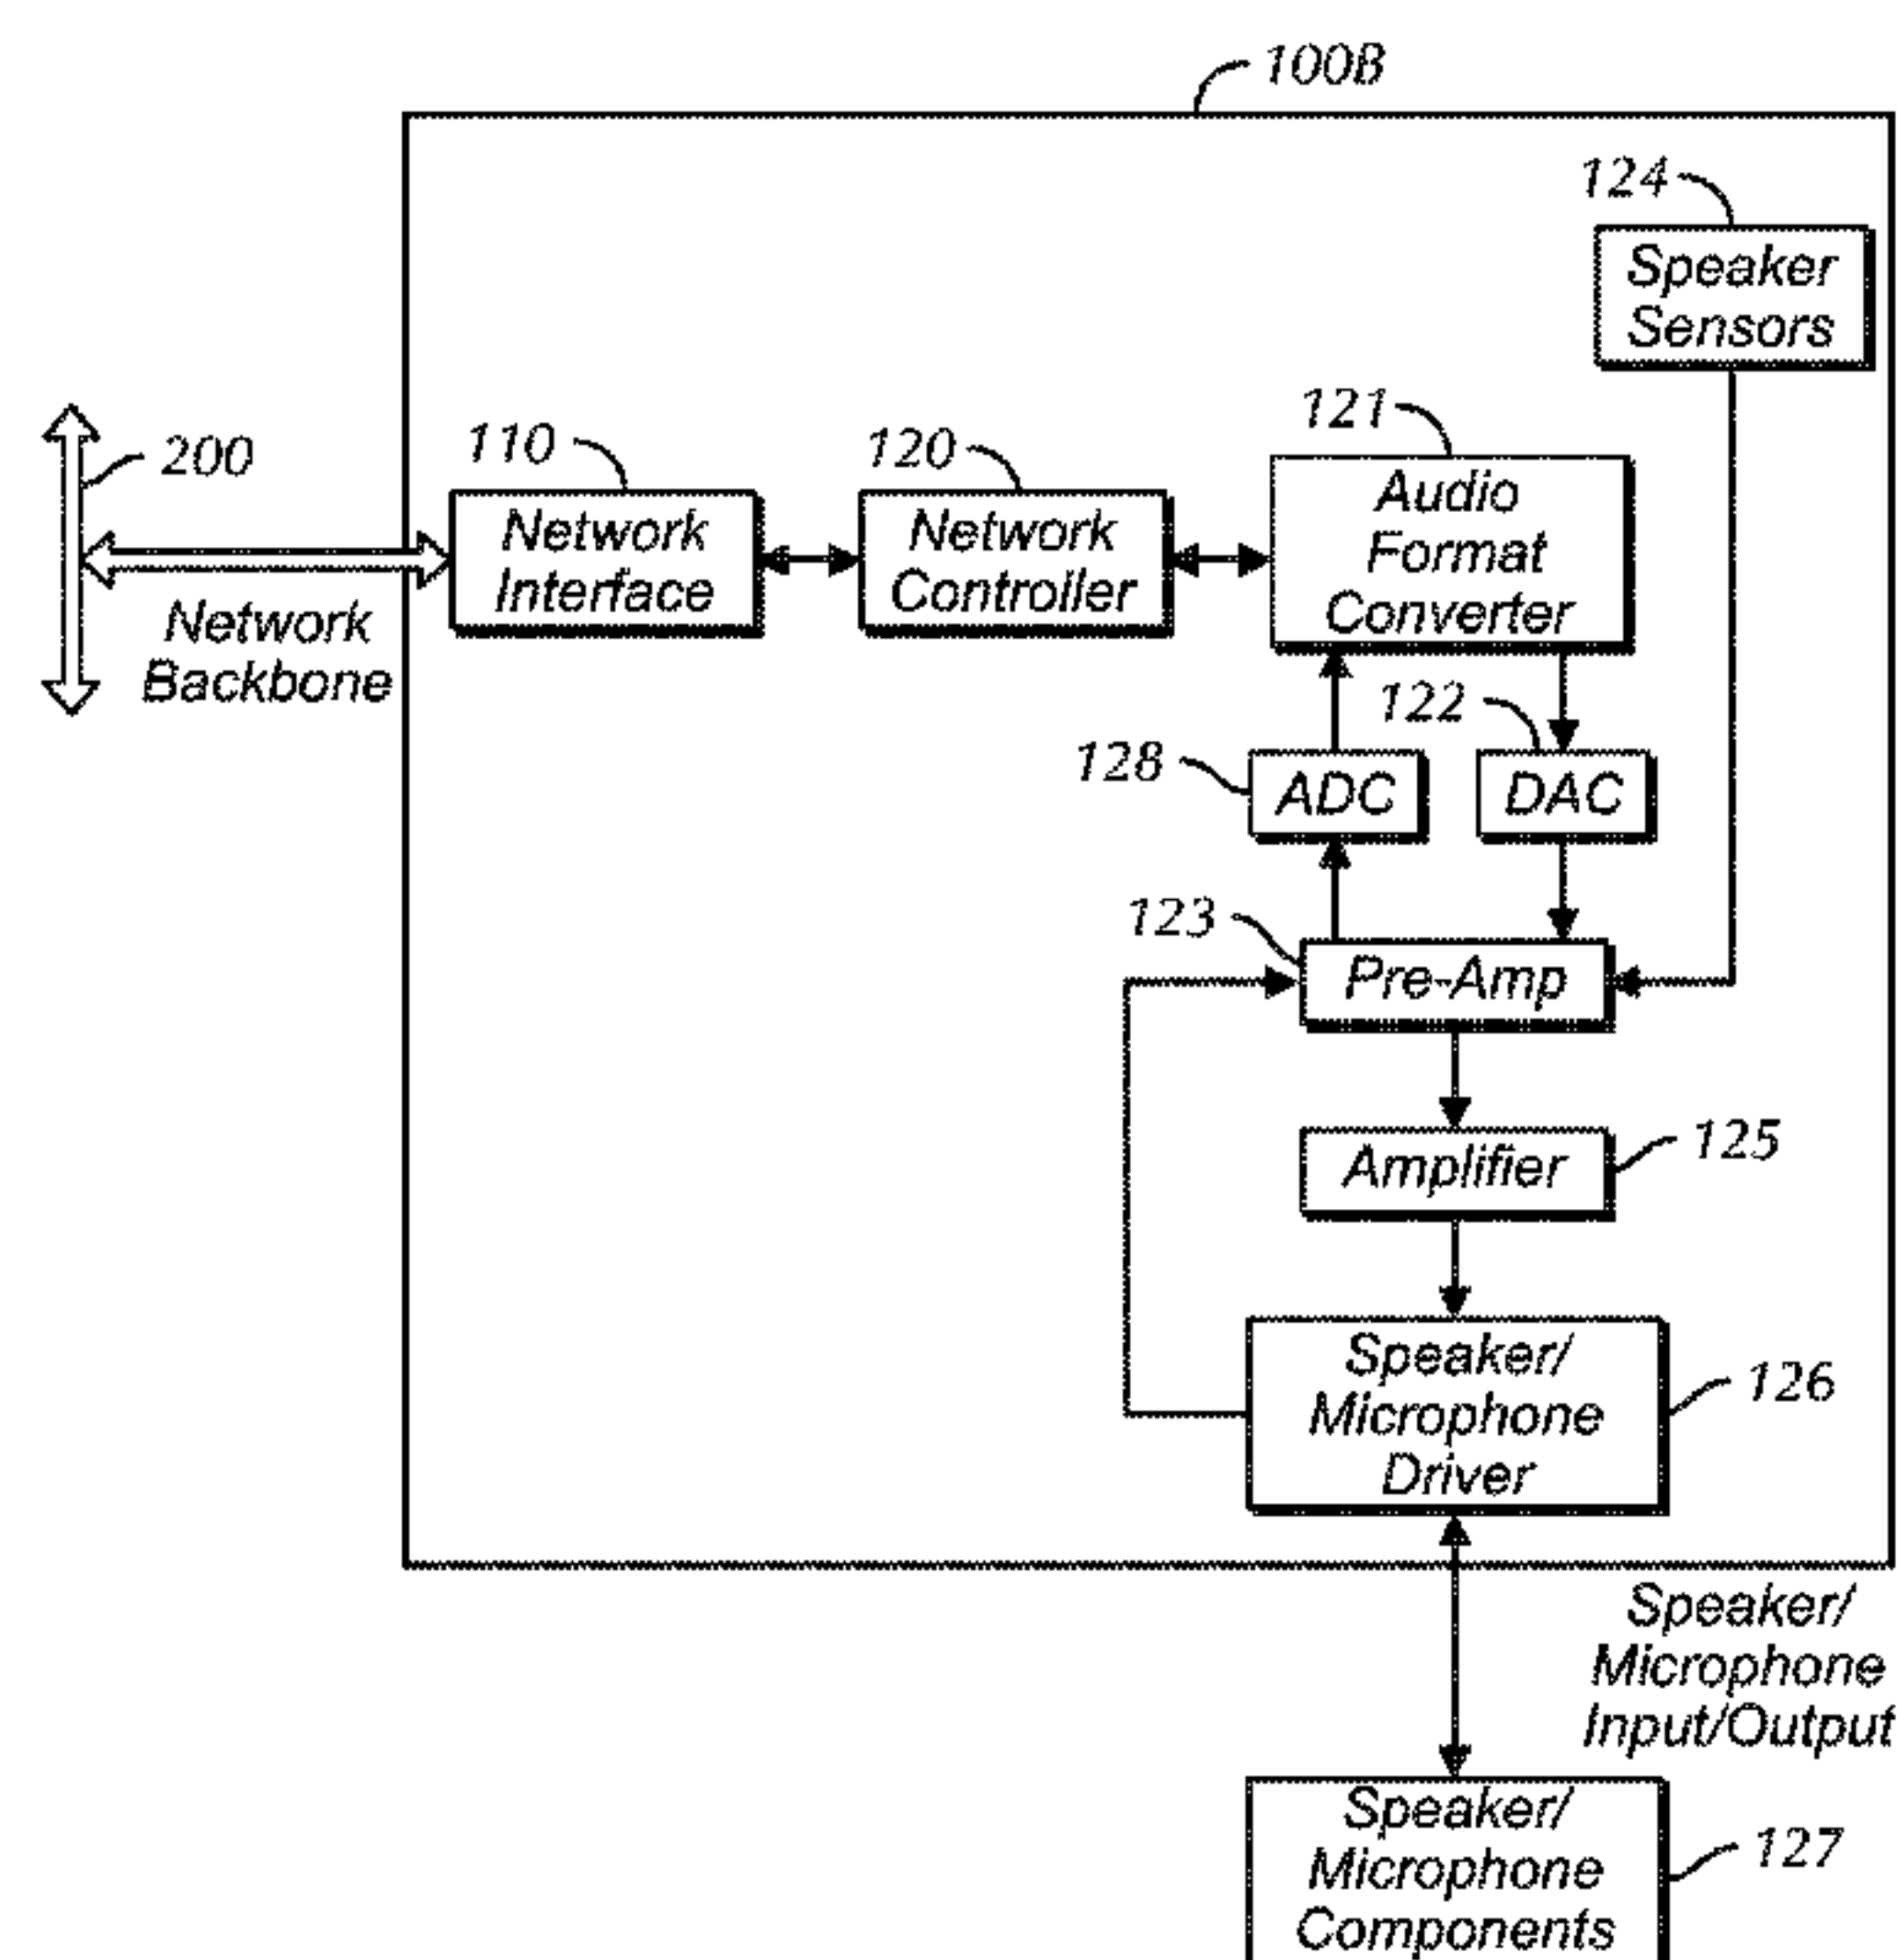 100B
124
Speaker
Sensors
121
200
110
120
Network
Interface
Network
Controller
Audio
Format
Converter
Network
Backbone
122
128
ADC
DAC
123
Pre-Amp
Amplifier
125
Speaker/
Microphone
Driver
126
Speaker/
Microphone
Input/Output
Speaker/
Microphone
Components
127